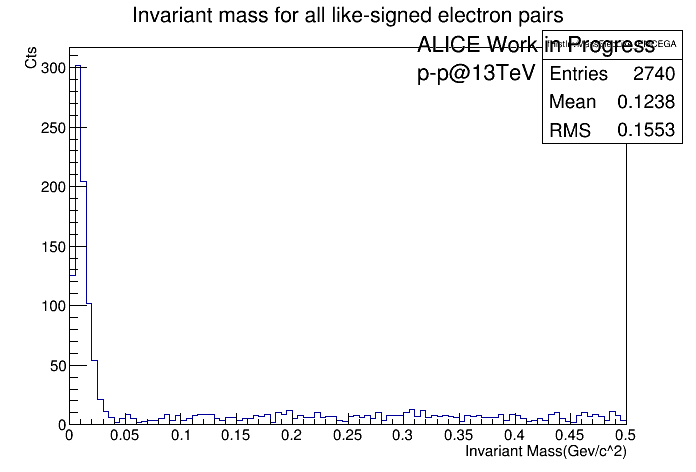 Invariant mass for all like-signed electron pairs
Cts
ALICE Work in Progress
p-p@13TeV
Entries 2740
Mean 0.1238
RMS 0.1553
300
250
200
150
100
50
0
0 0.05 0.1 0.15 0.2 0.25 0.3 0.35 0.4 0.45 0.5
Invariant Mass(Gev/c^2)